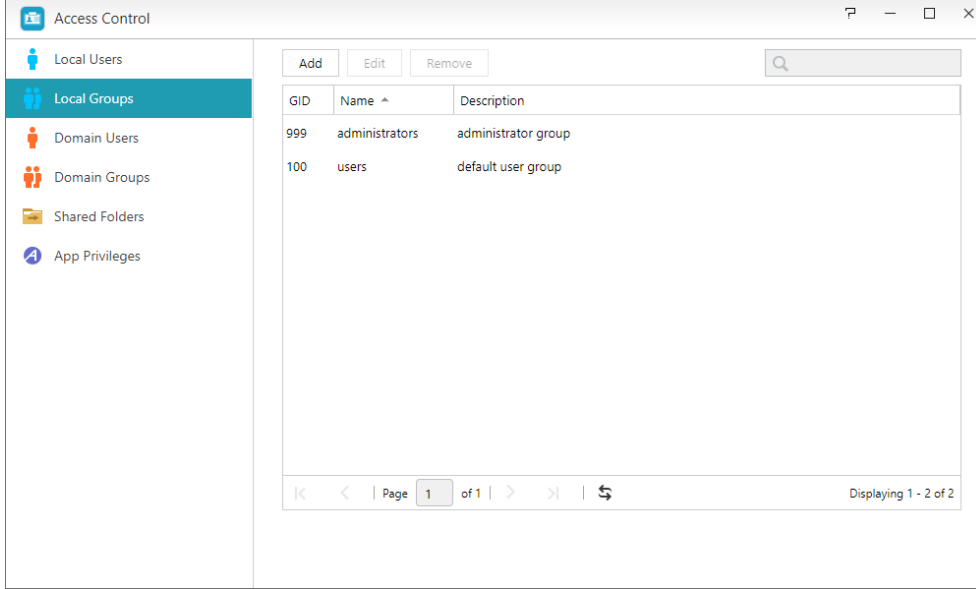 Access Control
Local Users
Local Groups
Domain Users
Domain Groups
Shared Folders
App Privileges
Add Edit Remove
GID Name Description
999 administrators administrator group
100 users default user group
Page 1 of 1
Displaying 1 - 2 of 2